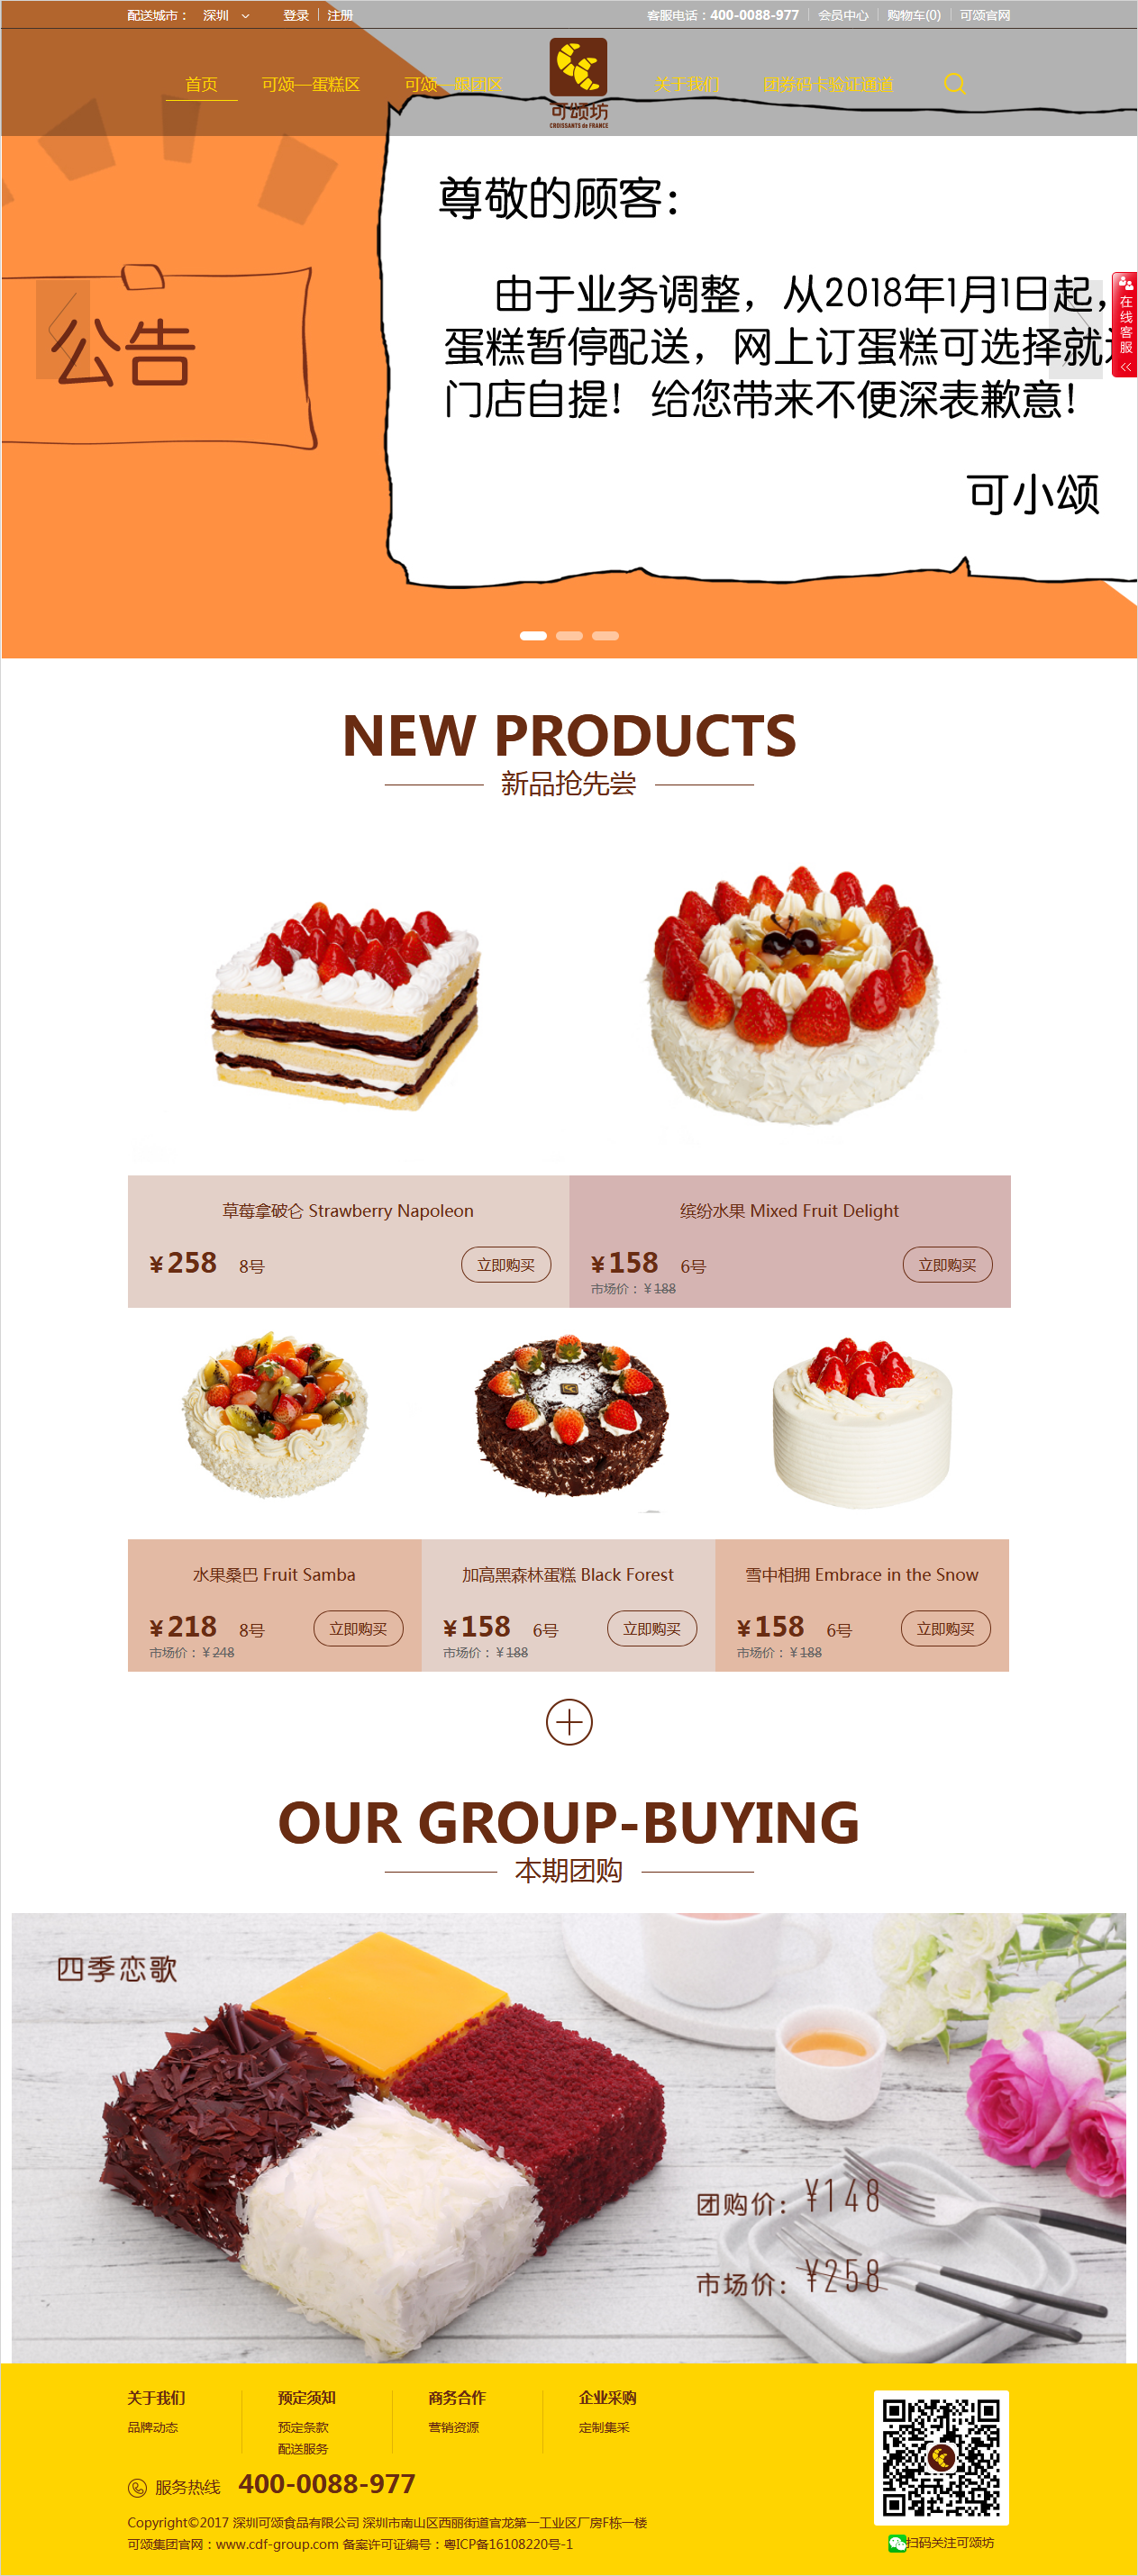 配送城市： 深圳 登录 注册 客服电话：400-0088-977 会员中心 购物车(0) 可颂官网
首页 可颂—蛋糕区 可颂—跟团区 关于我们 团券码卡验证通道
可颂坊
CROISSANTS de FRANCE
尊敬的顾客：
由于业务调整，从2018年1月1日起，
蛋糕暂停配送，网上订蛋糕可选择就
门店自提！给您带来不便深表歉意！
可小颂
公告
在线客服
NEW PRODUCTS
新品抢先尝
草莓拿破仑 Strawberry Napoleon
¥258 8号 立即购买
缤纷水果 Mixed Fruit Delight
¥158 6号 立即购买
市场价：¥188
水果桑巴 Fruit Samba
¥218 8号 立即购买
市场价：¥248
加高黑森林蛋糕 Black Forest
¥158 6号 立即购买
市场价：¥188
雪中相拥 Embrace in the Snow
¥158 6号 立即购买
市场价：¥188
OUR GROUP-BUYING
本期团购
四季恋歌
团购价：¥148
市场价：¥258
关于我们 预定须知 商务合作 企业采购
品牌动态 预定条款 营销资源 定制集采
配送服务
服务热线 400-0088-977
Copyright©2017 深圳可颂食品有限公司 深圳市南山区西丽街道官龙第一工业区厂房F栋一楼
可颂集团官网：www.cdf-group.com 备案许可证编号：粤ICP备16108220号-1
扫码关注可颂坊